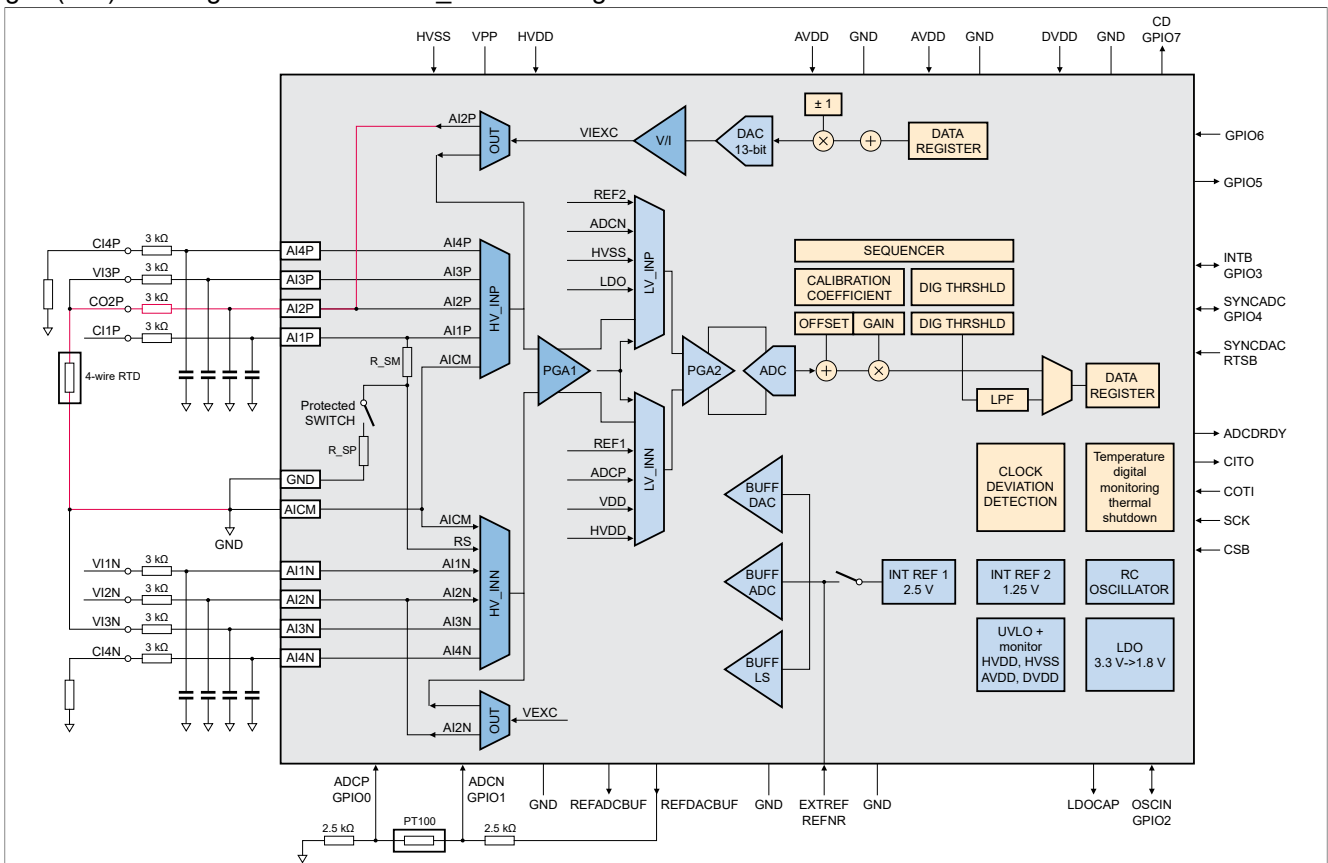 HVSS VPP HVDD AVDD GND AVDD GND DVDD GND CD
GPIO7
AI2P
OUT
VIEXC
V/I
DAC
13-bit
± 1
×
+
DATA
REGISTER
GPIO6
GPIO5
INTB
GPIO3
SYNCADC
GPIO4
SYNCDAC
RTSB
ADCDRDY
CITO
COTI
SCK
CSB
CI4P 3 kΩ AI4P AI4P
VI3P 3 kΩ AI3P AI3P
CO2P 3 kΩ AI2P AI2P
CI1P 3 kΩ AI1P AI1P
AICM
HV_INP
R_SM
4-wire RTD
Protected
SWITCH
R_SP
GND
AICM
GND
REF2
ADCN
HVSS
LDO
LV_INP
PGA1
PGA2
ADC
REF1
ADCP
VDD
HVDD
LV_INN
SEQUENCER
CALIBRATION
COEFFICIENT
DIG THRSHLD
OFFSET GAIN DIG THRSHLD
+
×
LPF
DATA
REGISTER
AICM
RS
VI1N 3 kΩ AI1N AI1N
VI2N 3 kΩ AI2N AI2N
VI3N 3 kΩ AI3N AI3N
CI4N 3 kΩ AI4N AI4N
HV_INN
AI2N
OUT
VEXC
BUFF
DAC
BUFF
ADC
BUFF
LS
CLOCK
DEVIATION
DETECTION
Temperature
digital
monitoring
thermal
shutdown
INT REF 1
2.5 V
INT REF 2
1.25 V
RC
OSCILLATOR
UVLO +
monitor
HVDD, HVSS
AVDD, DVDD
LDO
3.3 V->1.8 V
ADCP
GPIO0
ADCN
GPIO1
GND
REFADCBUF
REFDACBUF
GND
EXTREF
REFNR
GND
LDOCAP
OSCIN
GPIO2
2.5 kΩ PT100 2.5 kΩ